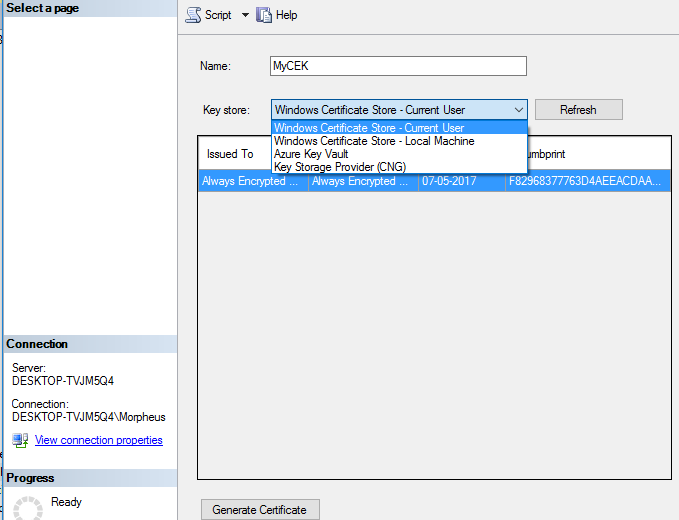 Select a page
Script Help
Name: MyCEK
Key store: Windows Certificate Store - Current User Refresh
Windows Certificate Store - Current User
Windows Certificate Store - Local Machine
Azure Key Vault
Key Storage Provider (CNG)
Issued To umbprint
Always Encrypted ... Always Encrypted ... 07-05-2017 F82968377763D4AEEACDAA...
Connection
Server:
DESKTOP-TVJM5Q4
Connection:
DESKTOP-TVJM5Q4\Morpheus
View connection properties
Progress
Ready
Generate Certificate